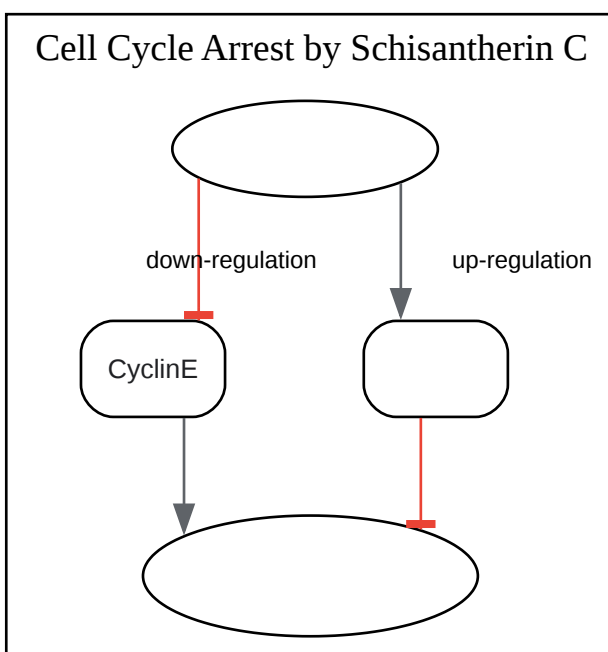 Cell Cycle Arrest by Schisantherin C
down-regulation
up-regulation
CyclinE